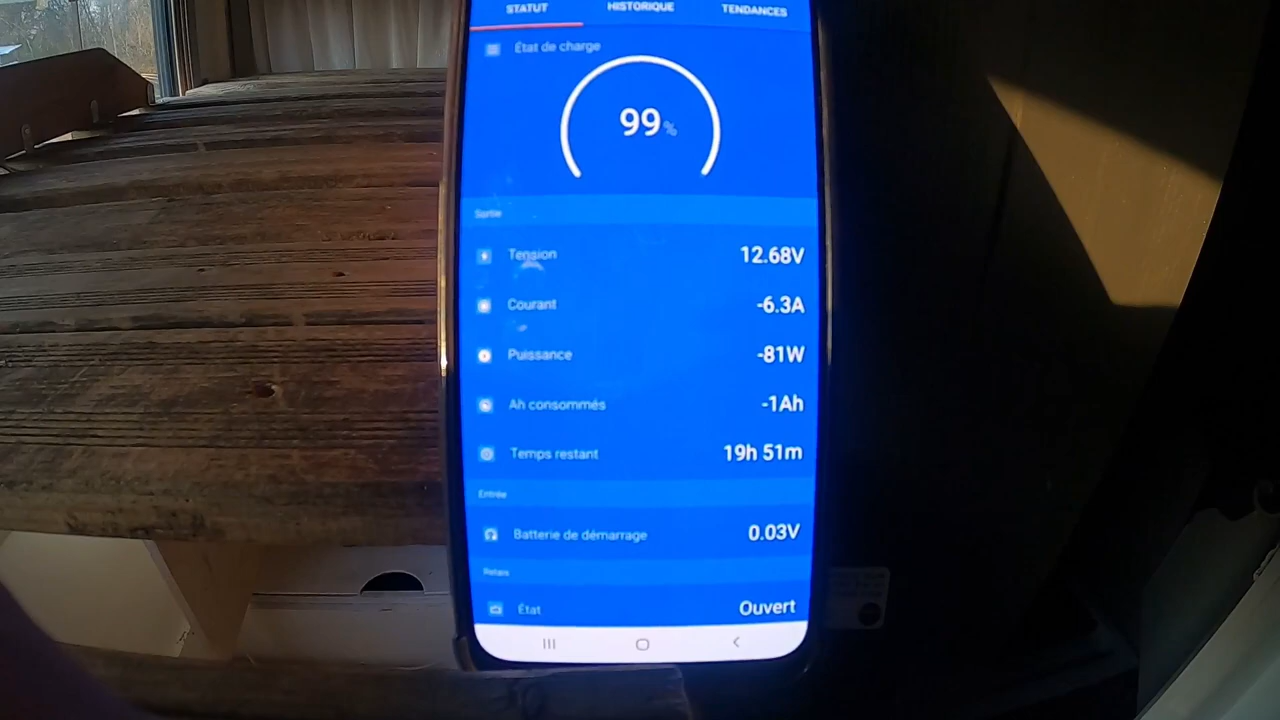 STATUT HISTORIQUE TENDANCES
État de charge
99%
Sortie
Tension 12.68V
Courant -6.3A
Puissance -81W
Ah consommés -1Ah
Temps restant 19h 51m
Entrée
Batterie de démarrage 0.03V
Relais
État Ouvert